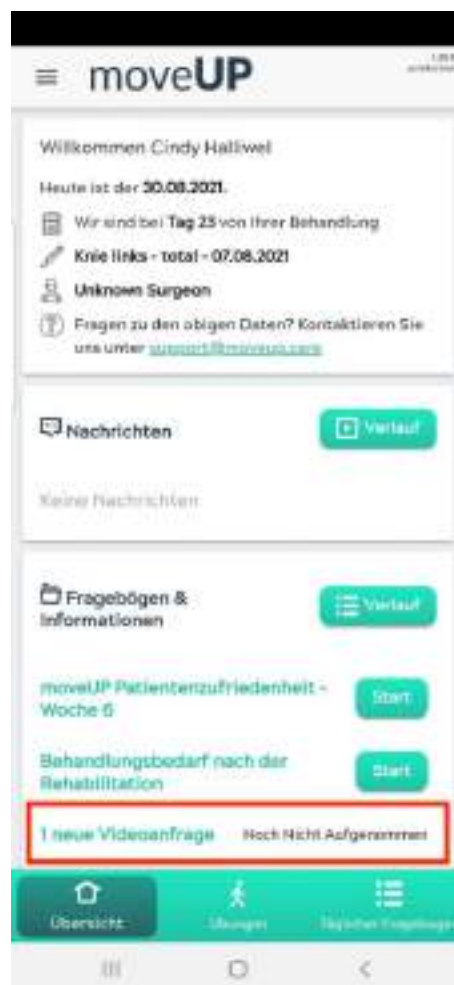 moveUP
Willkommen Cindy Halliwel
Heute ist der 30.08.2021.
Wir sind bei Tag 23 von Ihrer Behandlung
Knie links - total - 07.08.2021
Unknown Surgeon
Fragen zu den obigen Daten? Kontaktieren Sie
uns unter support@moveup.care
Nachrichten
Verlauf
Keine Nachrichten
Fragebögen &
Informationen
Verlauf
moveUP Patientenzufriedenheit -
Woche 6
Start
Behandlungsbedarf nach der
Rehabilitation
Start
1 neue Videoanfrage Noch Nicht Aufgenommen
Übersicht
Übungen
Täglicher Fragebogen